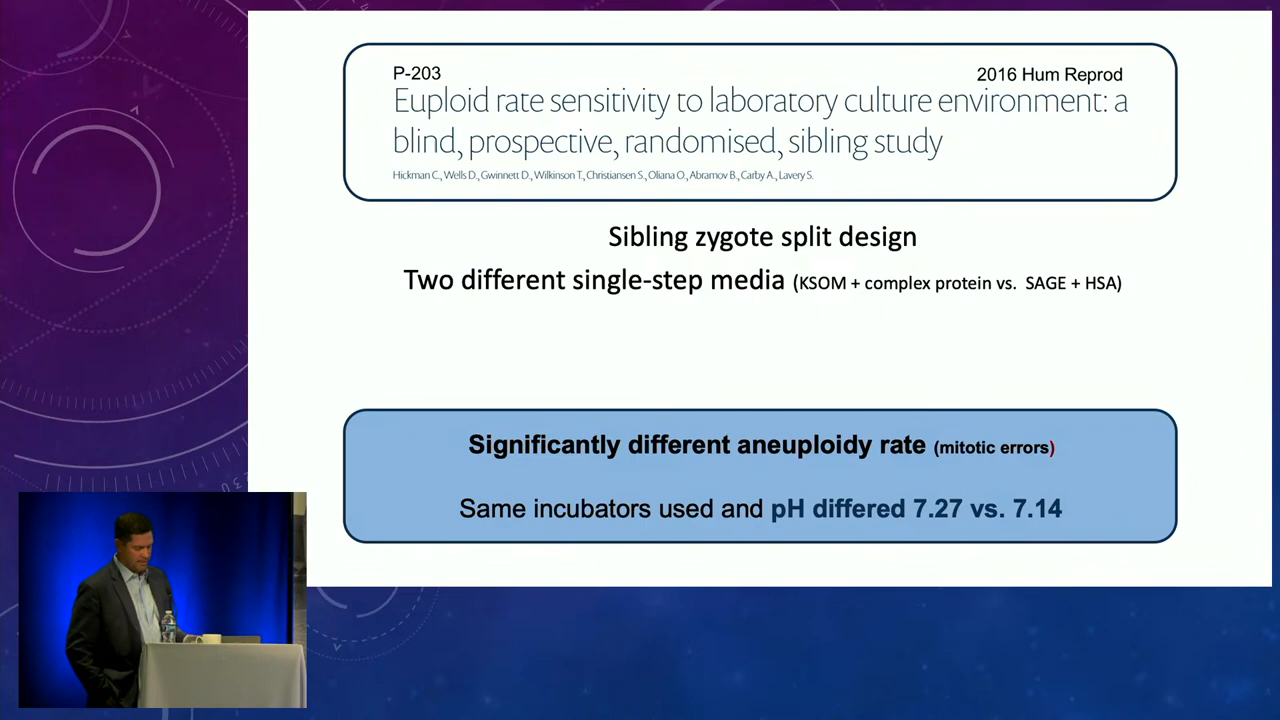 P-203
2016 Hum Reprod
Euploid rate sensitivity to laboratory culture environment: a
blind, prospective, randomised, sibling study
Hickman C., Wells D., Gwinnett D., Wilkinson T., Christiansen S., Oliana O., Abramov B., Carby A., Lavery S.
Sibling zygote split design
Two different single-step media (KSOM + complex protein vs. SAGE + HSA)
Significantly different aneuploidy rate (mitotic errors)
Same incubators used and pH differed 7.27 vs. 7.14